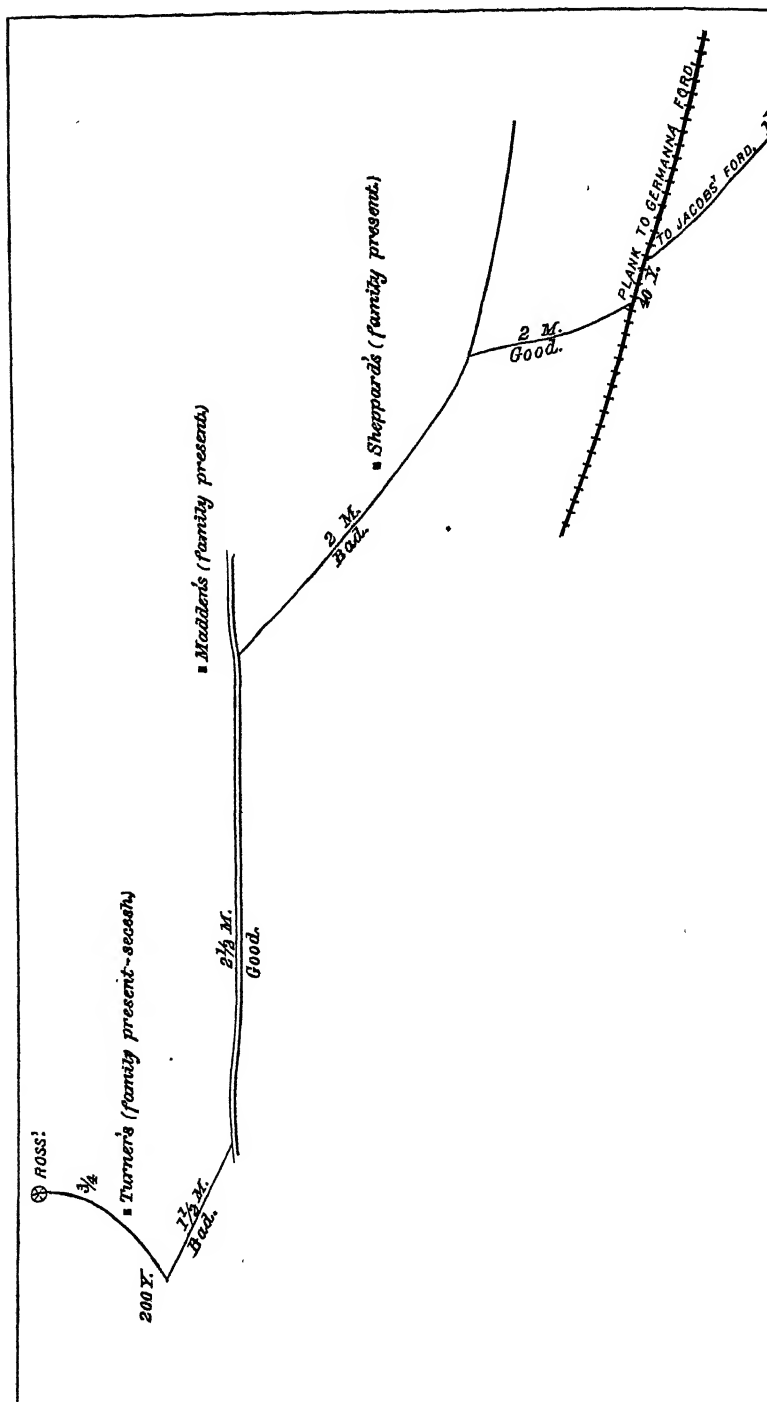 ROSS'
3/4
Turner's (family present-secesh)
200 Y.
1 1/2 M.
Bad.
2 1/2 M.
Good.
Madden's (family present)
2 M.
Bad.
Sheppard's (family present.)
2 M.
Good.
40 Y.
PLANK TO GERMANNA FORD,
TO JACOBS' FORD,